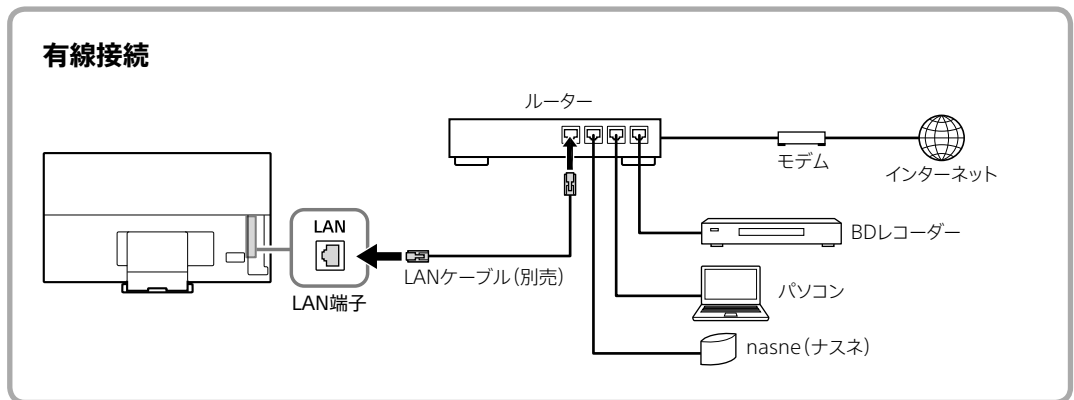 有線接続
ルーター
モデム
インターネット
LAN
BDレコーダー
LANケーブル（別売）
LAN端子
パソコン
nasne（ナスネ）